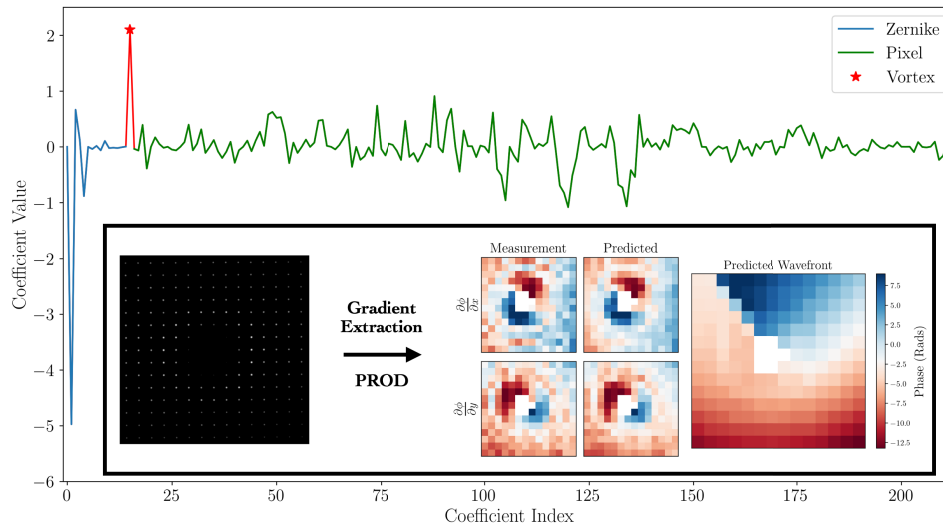 2
1
0
−1
−2
−3
−4
−5
−6
Coefficient Value
Zernike
Pixel
Vortex
Gradient
Extraction
PROD
Measurement
Predicted
∂ϕ/∂x
∂ϕ/∂y
Predicted Wavefront
7.5
5.0
2.5
0.0
−2.5
−5.0
−7.5
−10.0
−12.5
Phase (Rads)
0 25 50 75 100 125 150 175 200
Coefficient Index